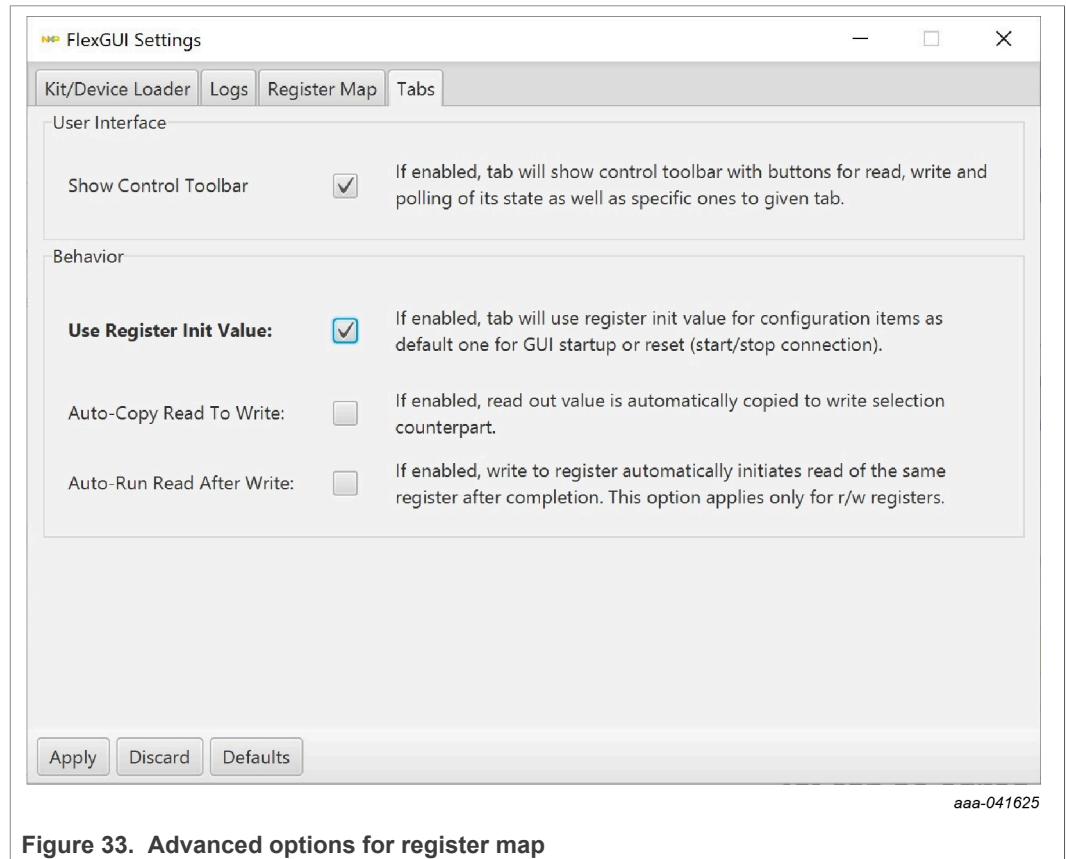 NXP FlexGUI Settings
Kit/Device Loader Logs Register Map Tabs
User Interface
Show Control Toolbar
If enabled, tab will show control toolbar with buttons for read, write and
polling of its state as well as specific ones to given tab.
Behavior
Use Register Init Value:
If enabled, tab will use register init value for configuration items as
default one for GUI startup or reset (start/stop connection).
Auto-Copy Read To Write:
If enabled, read out value is automatically copied to write selection
counterpart.
Auto-Run Read After Write:
If enabled, write to register automatically initiates read of the same
register after completion. This option applies only for r/w registers.
Apply Discard Defaults
aaa-041625
Figure 33. Advanced options for register map